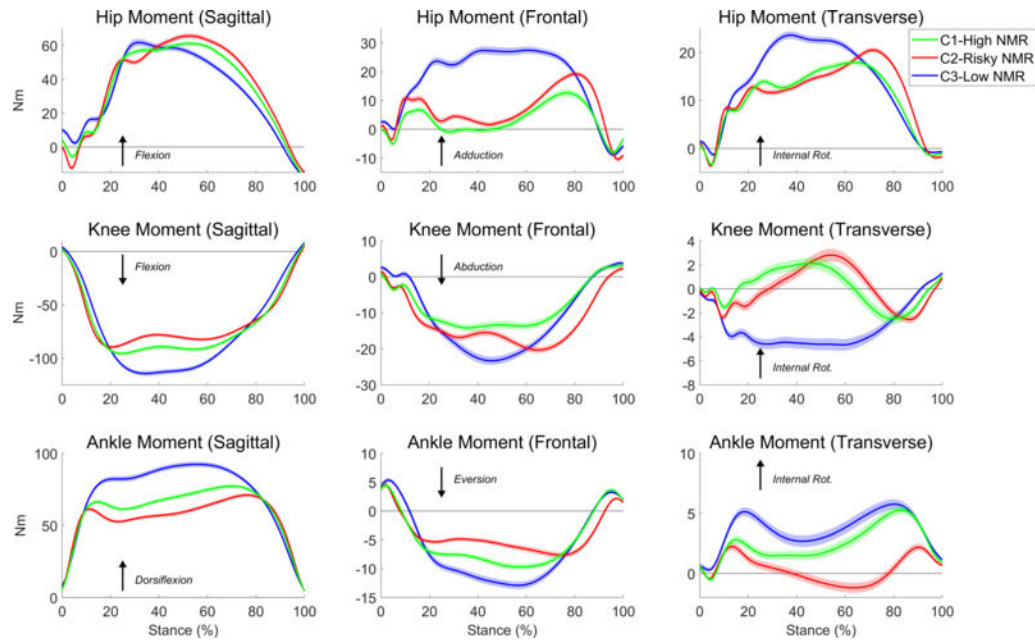 Hip Moment (Sagittal)
60
40
20
0
Nm
Flexion
0 20 40 60 80 100
Hip Moment (Frontal)
30
20
10
0
-10
Adduction
0 20 40 60 80 100
Hip Moment (Transverse)
20
10
0
Internal Rot.
0 20 40 60 80 100
C1-High NMR
C2-Risky NMR
C3-Low NMR
Knee Moment (Sagittal)
0
-50
-100
Nm
Flexion
0 20 40 60 80 100
Knee Moment (Frontal)
10
0
-10
-20
-30
Abduction
0 20 40 60 80 100
Knee Moment (Transverse)
4
2
0
-2
-4
-6
-8
Internal Rot.
0 20 40 60 80 100
Ankle Moment (Sagittal)
100
50
0
Nm
Dorsiflexion
0 20 40 60 80 100
Stance (%)
Ankle Moment (Frontal)
10
5
0
-5
-10
-15
Eversion
0 20 40 60 80 100
Stance (%)
Ankle Moment (Transverse)
10
5
0
Internal Rot.
0 20 40 60 80 100
Stance (%)